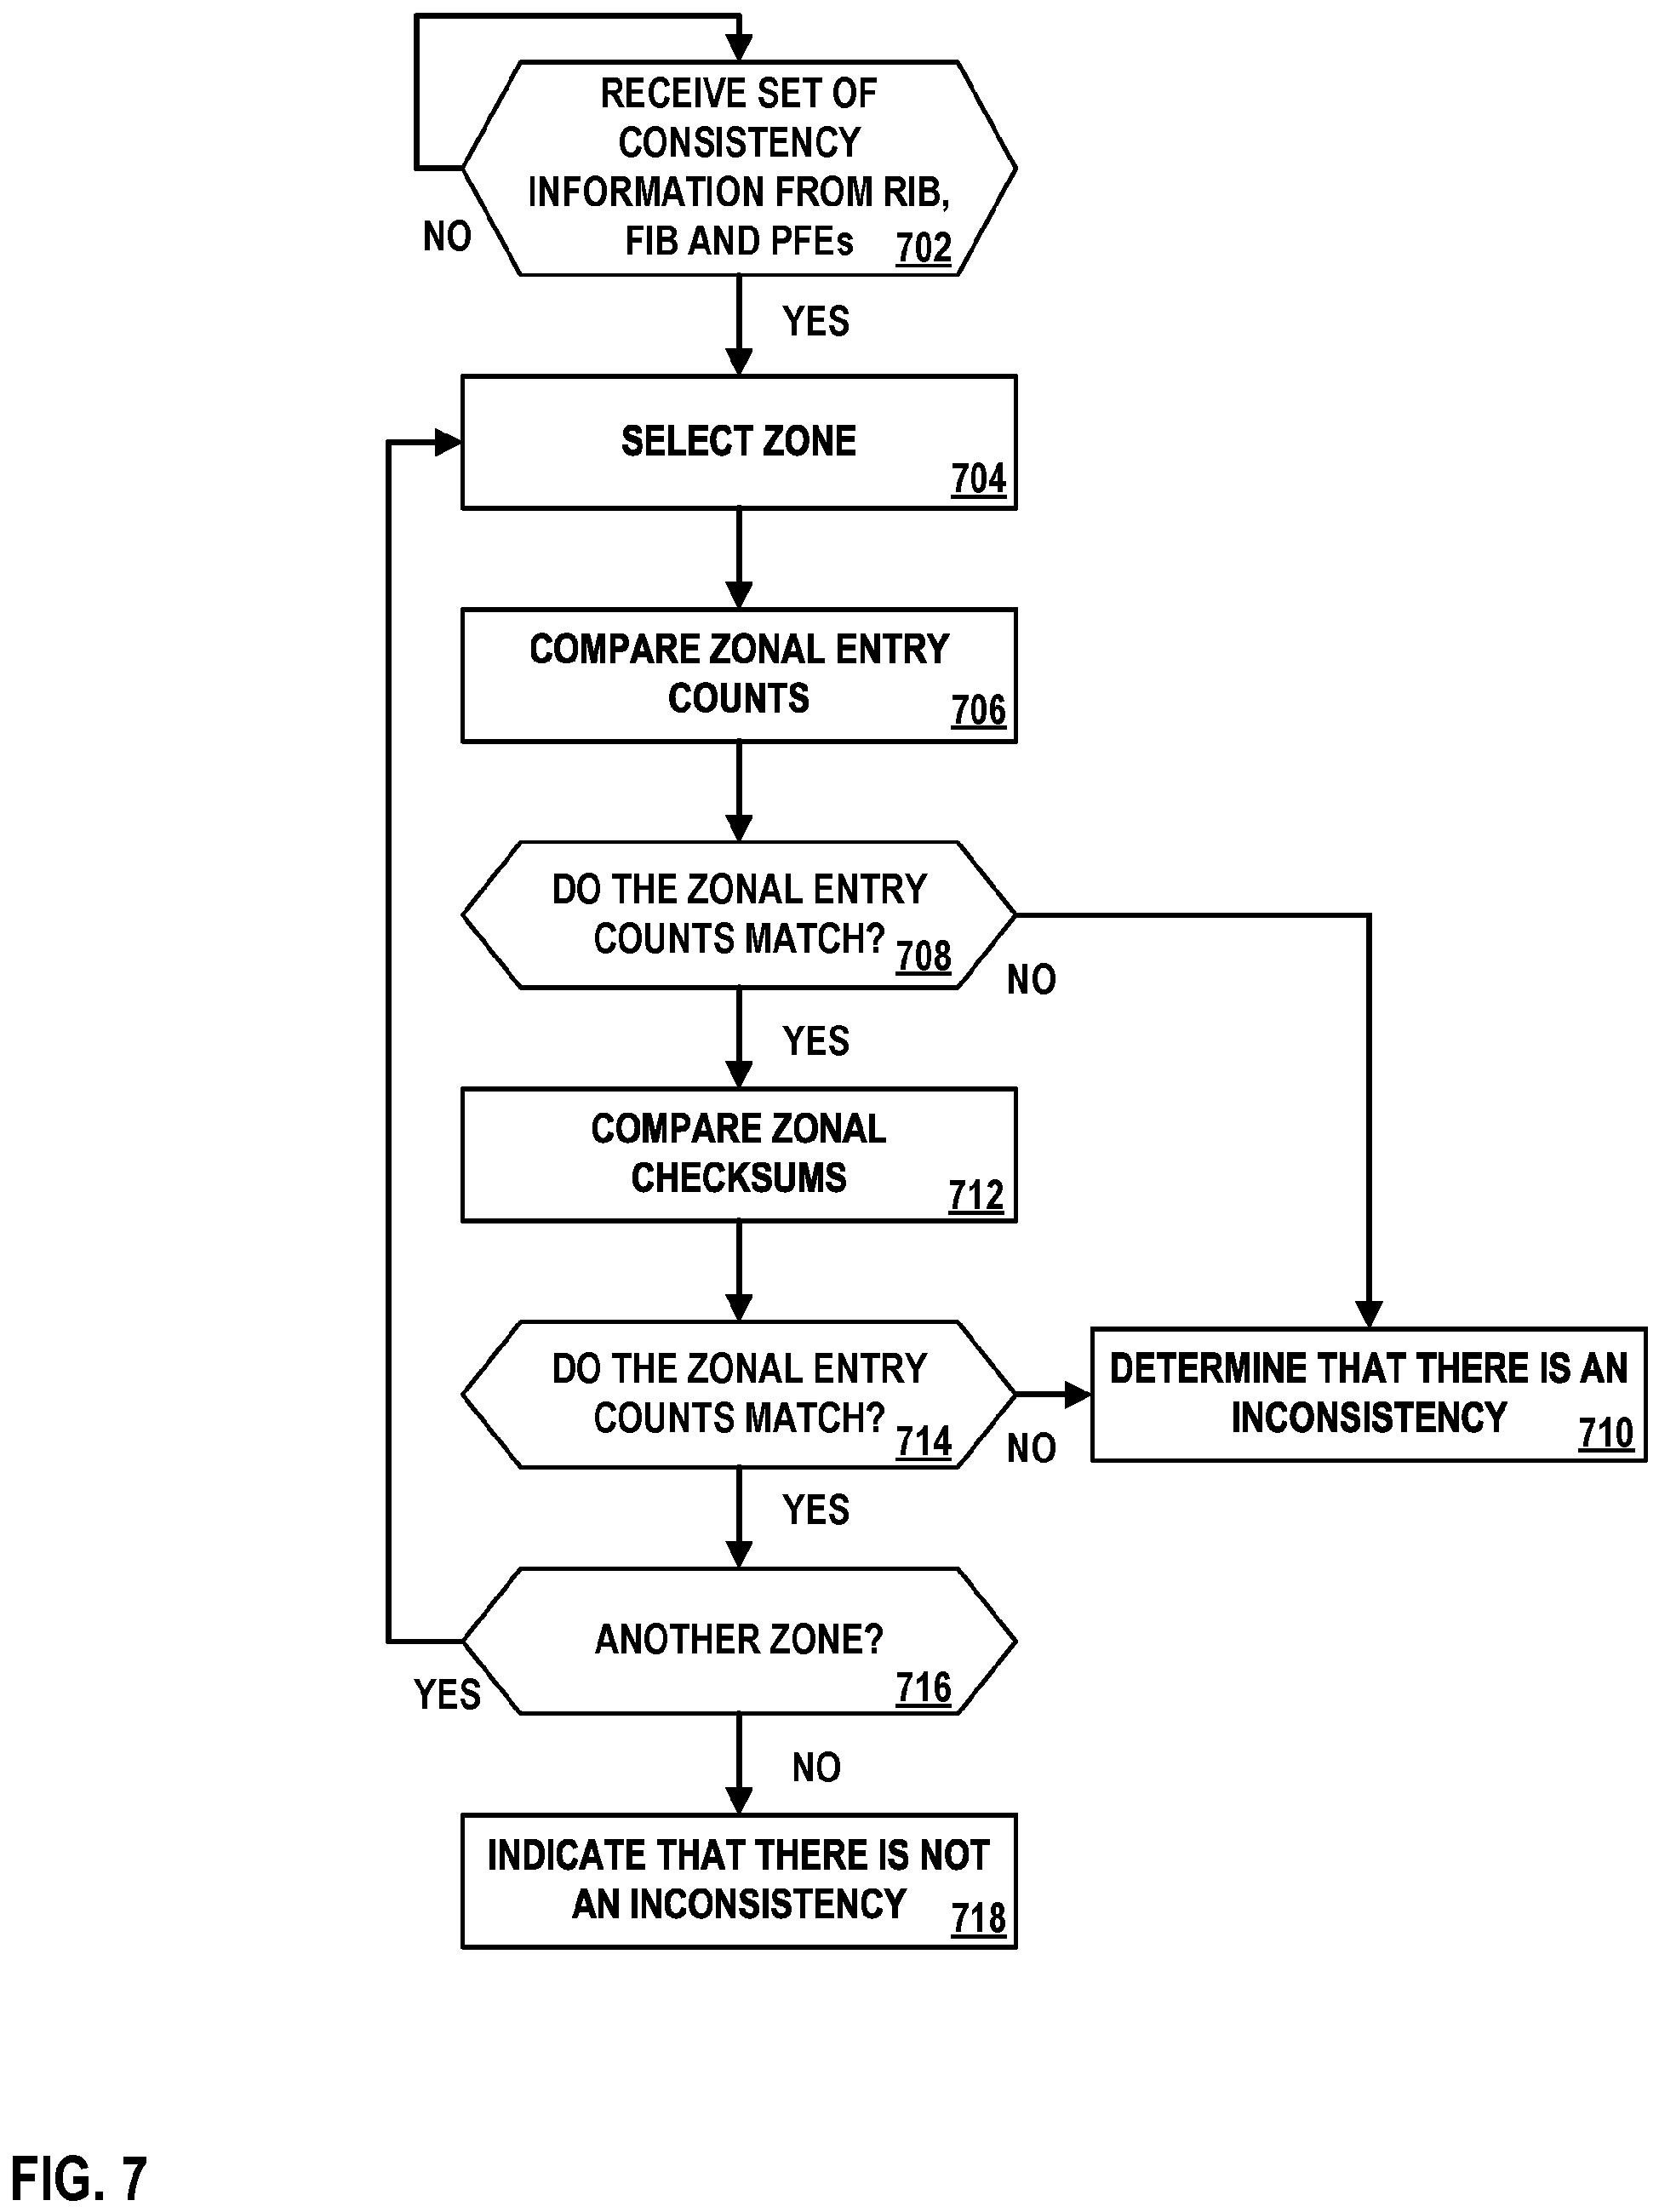 RECEIVE SET OF
CONSISTENCY
INFORMATION FROM RIB,
FIB AND PFEs
702
NO
YES
SELECT ZONE
704
COMPARE ZONAL ENTRY
COUNTS
706
DO THE ZONAL ENTRY
COUNTS MATCH?
708
NO
YES
COMPARE ZONAL
CHECKSUMS
712
DO THE ZONAL ENTRY
COUNTS MATCH?
714
NO
DETERMINE THAT THERE IS AN
INCONSISTENCY
710
YES
ANOTHER ZONE?
716
YES
NO
INDICATE THAT THERE IS NOT
AN INCONSISTENCY
718
FIG. 7